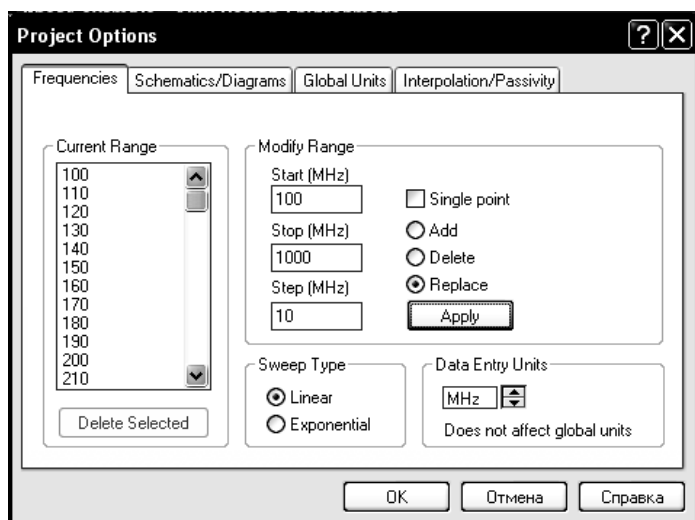 Project Options
Frequencies Schematics/Diagrams Global Units Interpolation/Passivity
Current Range
100
110
120
130
140
150
160
170
180
190
200
210
Delete Selected
Modify Range
Start (MHz)
100
Stop (MHz)
1000
Step (MHz)
10
Single point
Add
Delete
Replace
Apply
Sweep Type
Linear
Exponential
Data Entry Units
MHz
Does not affect global units
OK Отмена Справка